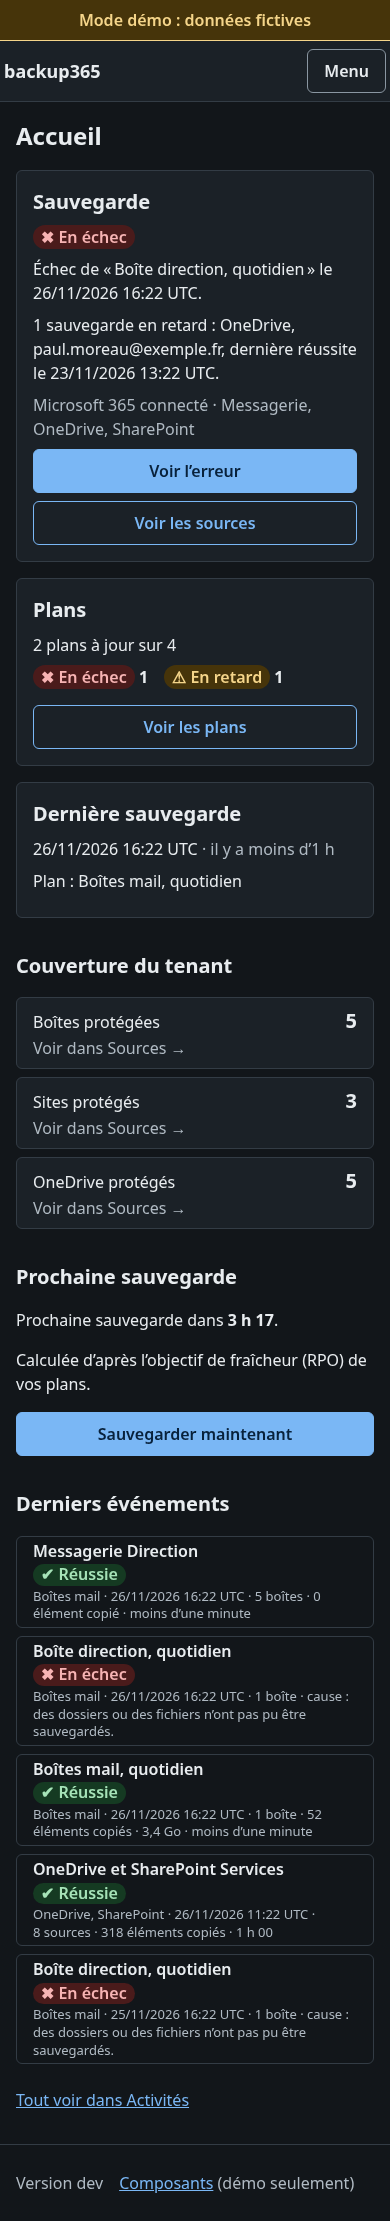 Mode démo : données fictives
backup365
Menu
Accueil
Sauvegarde
✖ En échec
Échec de « Boîte direction, quotidien » le
26/11/2026 16:22 UTC.
1 sauvegarde en retard : OneDrive,
paul.moreau@exemple.fr, dernière réussite
le 23/11/2026 13:22 UTC.
Microsoft 365 connecté · Messagerie,
OneDrive, SharePoint
Voir l’erreur
Voir les sources
Plans
2 plans à jour sur 4
✖ En échec 1 ⚠ En retard 1
Voir les plans
Dernière sauvegarde
26/11/2026 16:22 UTC · il y a moins d’1 h
Plan : Boîtes mail, quotidien
Couverture du tenant
Boîtes protégées 5
Voir dans Sources →
Sites protégés 3
Voir dans Sources →
OneDrive protégés 5
Voir dans Sources →
Prochaine sauvegarde
Prochaine sauvegarde dans 3 h 17.
Calculée d’après l’objectif de fraîcheur (RPO) de
vos plans.
Sauvegarder maintenant
Derniers événements
Messagerie Direction
✔ Réussie
Boîtes mail · 26/11/2026 16:22 UTC · 5 boîtes · 0
élément copié · moins d’une minute
Boîte direction, quotidien
✖ En échec
Boîtes mail · 26/11/2026 16:22 UTC · 1 boîte · cause :
des dossiers ou des fichiers n’ont pas pu être
sauvegardés.
Boîtes mail, quotidien
✔ Réussie
Boîtes mail · 26/11/2026 16:22 UTC · 1 boîte · 52
éléments copiés · 3,4 Go · moins d’une minute
OneDrive et SharePoint Services
✔ Réussie
OneDrive, SharePoint · 26/11/2026 11:22 UTC ·
8 sources · 318 éléments copiés · 1 h 00
Boîte direction, quotidien
✖ En échec
Boîtes mail · 25/11/2026 16:22 UTC · 1 boîte · cause :
des dossiers ou des fichiers n’ont pas pu être
sauvegardés.
Tout voir dans Activités
Version dev Composants (démo seulement)